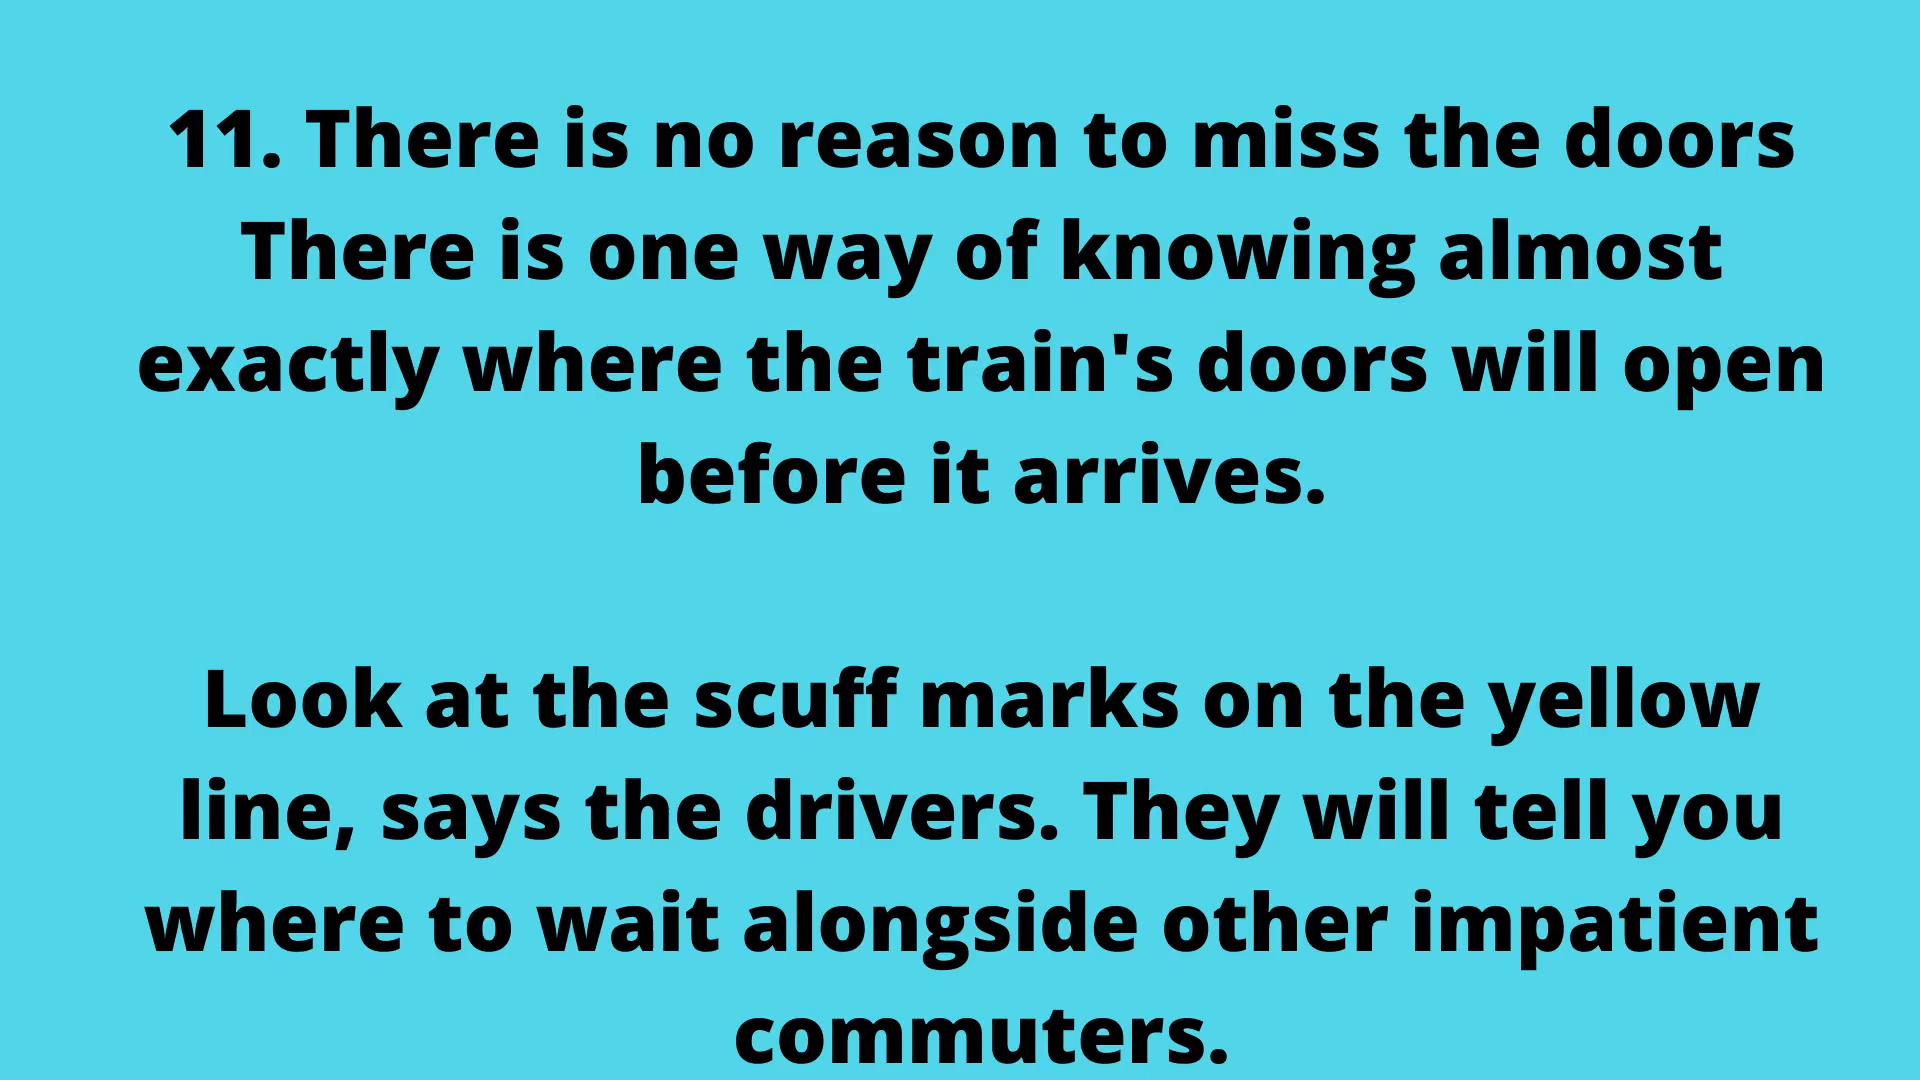 11. There is no reason to miss the doors
There is one way of knowing almost
exactly where the train's doors will open
before it arrives.
Look at the scuff marks on the yellow
line, says the drivers. They will tell you
where to wait alongside other impatient
commuters.